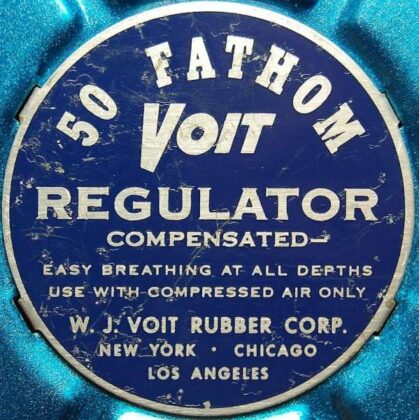 50 FATHOM
VOIT
REGULATOR
COMPENSATED
EASY BREATHING AT ALL DEPTHS
USE WITH COMPRESSED AIR ONLY
W. J. VOIT RUBBER CORP.
NEW YORK · CHICAGO
LOS ANGELES